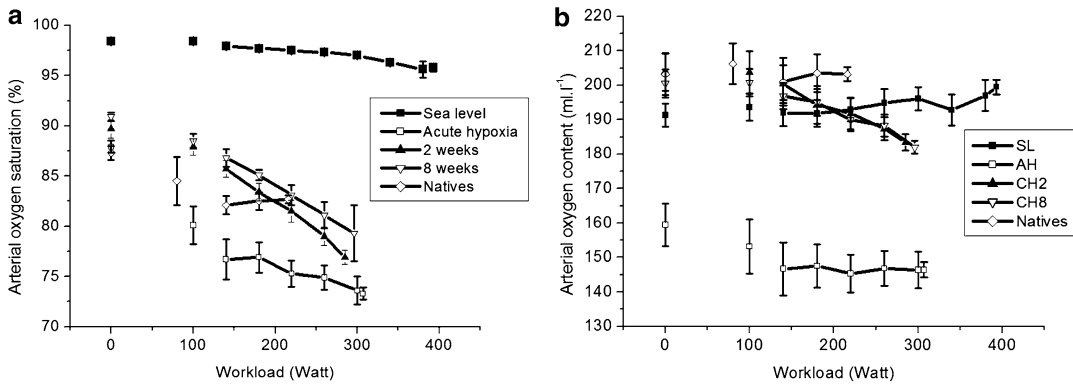 a
Arterial oxygen saturation (%)
100
95
90
85
80
75
70
0
100
200
300
400
Workload (Watt)
Sea level
Acute hypoxia
2 weeks
8 weeks
Natives
b
Arterial oxygen content (ml.l⁻¹)
220
210
200
190
180
170
160
150
140
130
0
100
200
300
400
Workload (Watt)
SL
AH
CH2
CH8
Natives